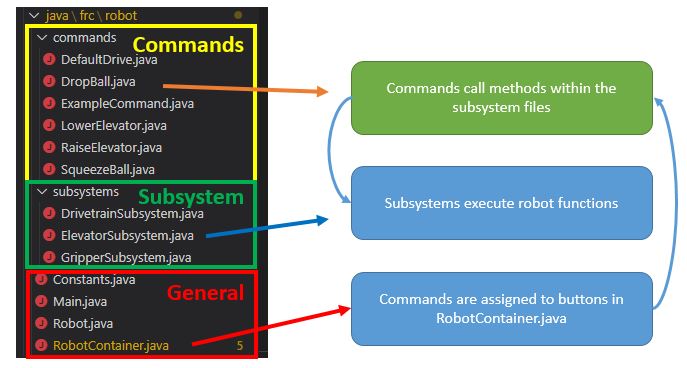 java \ frc \ robot
commands
Commands
DefaultDrive.java
DropBall.java
ExampleCommand.java
LowerElevator.java
RaiseElevator.java
SqueezeBall.java
subsystems
Subsystem
DrivetrainSubsystem.java
ElevatorSubsystem.java
GripperSubsystem.java
Constants.java
General
Main.java
Robot.java
RobotContainer.java 5
Commands call methods within the
subsystem files
Subsystems execute robot functions
Commands are assigned to buttons in
RobotContainer.java